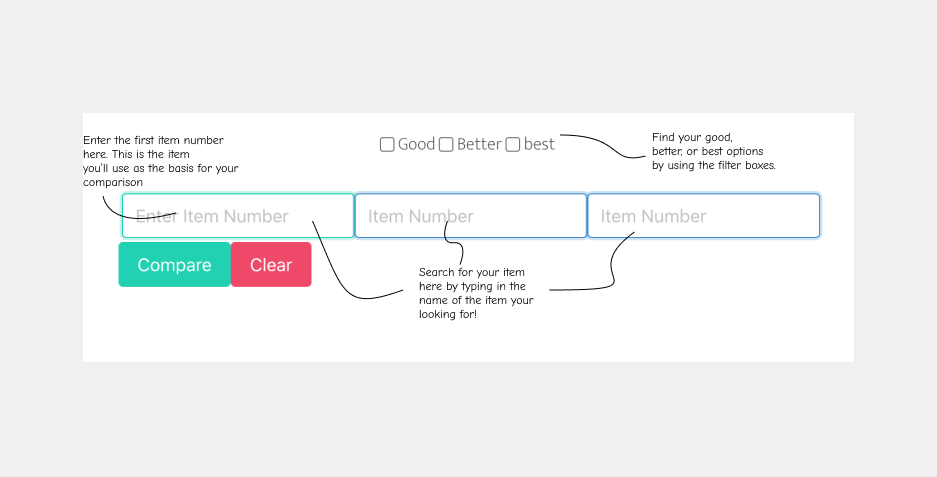 Enter the first item number
here. This is the item
you'll use as the basis for your
comparison
Good Better best
Find your good,
better, or best options
by using the filter boxes.
Enter Item Number
Item Number
Item Number
Compare
Clear
Search for your item
here by typing in the
name of the item your
looking for!